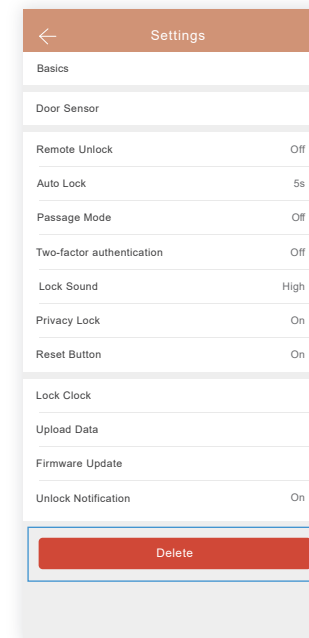 Settings
Basics
Door Sensor
Remote Unlock Off
Auto Lock 5s
Passage Mode Off
Two-factor authentication Off
Lock Sound High
Privacy Lock On
Reset Button On
Lock Clock
Upload Data
Firmware Update
Unlock Notification On
Delete